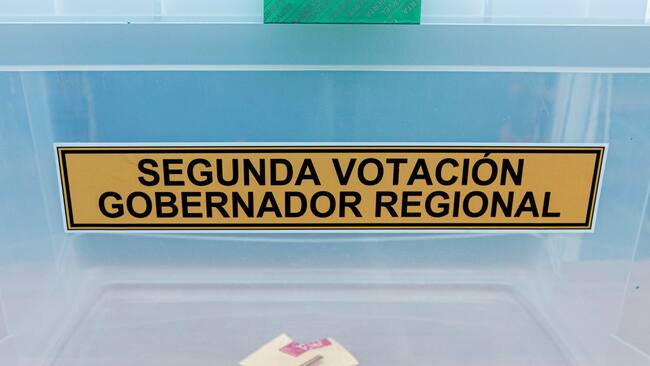 SEGUNDA VOTACIÓN
GOBERNADOR REGIONAL